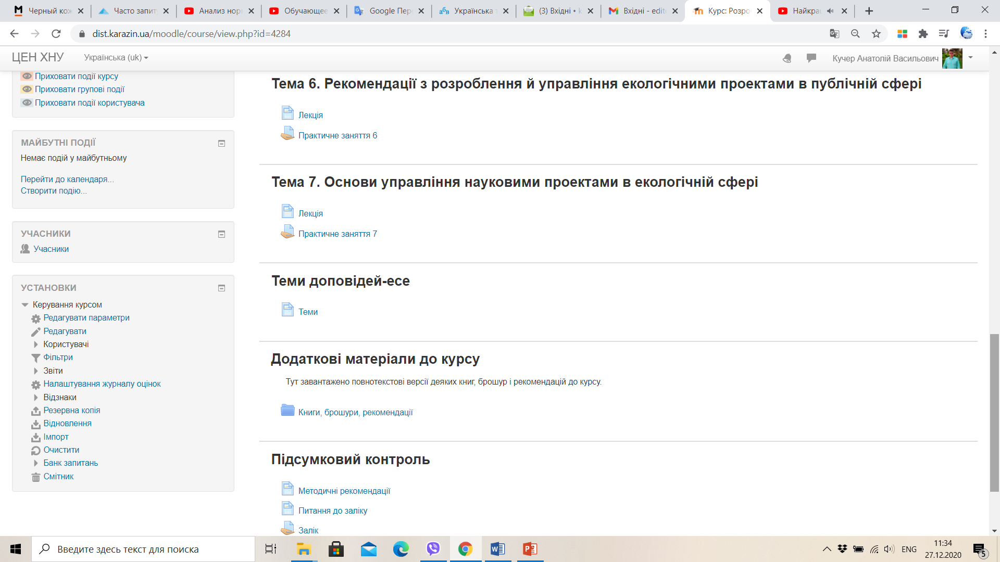 Черный кож
Часто запит
Анализ нор
Обучающее
Google Пер
Українська
(3) Вхідні •
Вхідні - edit
Курс: Розро
Найкра
dist.karazin.ua/moodle/course/view.php?id=4284
ЦЕН ХНУ
Українська (uk)
Кучер Анатолій Васильович
Приховати події курсу
Приховати групові події
Приховати події користувача
МАЙБУТНІ ПОДІЇ
Немає подій у майбутньому
Перейти до календаря...
Створити подію...
УЧАСНИКИ
Учасники
УСТАНОВКИ
Керування курсом
Редагувати параметри
Редагувати
Користувачі
Фільтри
Звіти
Налаштування журналу оцінок
Відзнаки
Резервна копія
Відновлення
Імпорт
Очистити
Банк запитань
Смітник
Тема 6. Рекомендації з розроблення й управління екологічними проектами в публічній сфері
Лекція
Практичне заняття 6
Тема 7. Основи управління науковими проектами в екологічній сфері
Лекція
Практичне заняття 7
Теми доповідей-есе
Теми
Додаткові матеріали до курсу
Тут завантажено повнотекстові версії деяких книг, брошур і рекомендацій до курсу.
Книги, брошури, рекомендації
Підсумковий контроль
Методичні рекомендації
Питання до заліку
Залік
Введите здесь текст для поиска
ENG
11:34
27.12.2020
5